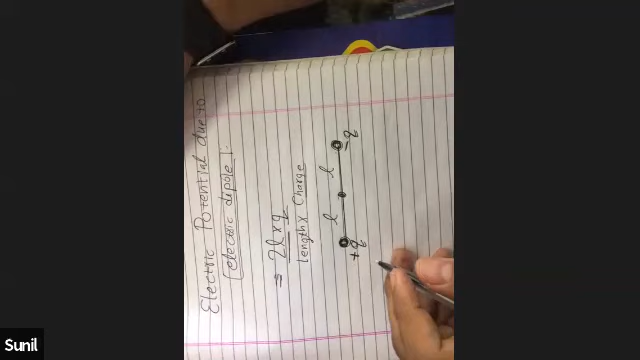 Electric Potential due to
electric dipole :
⇒ 2l × q
length × Charge
l l
+q -q
Sunil